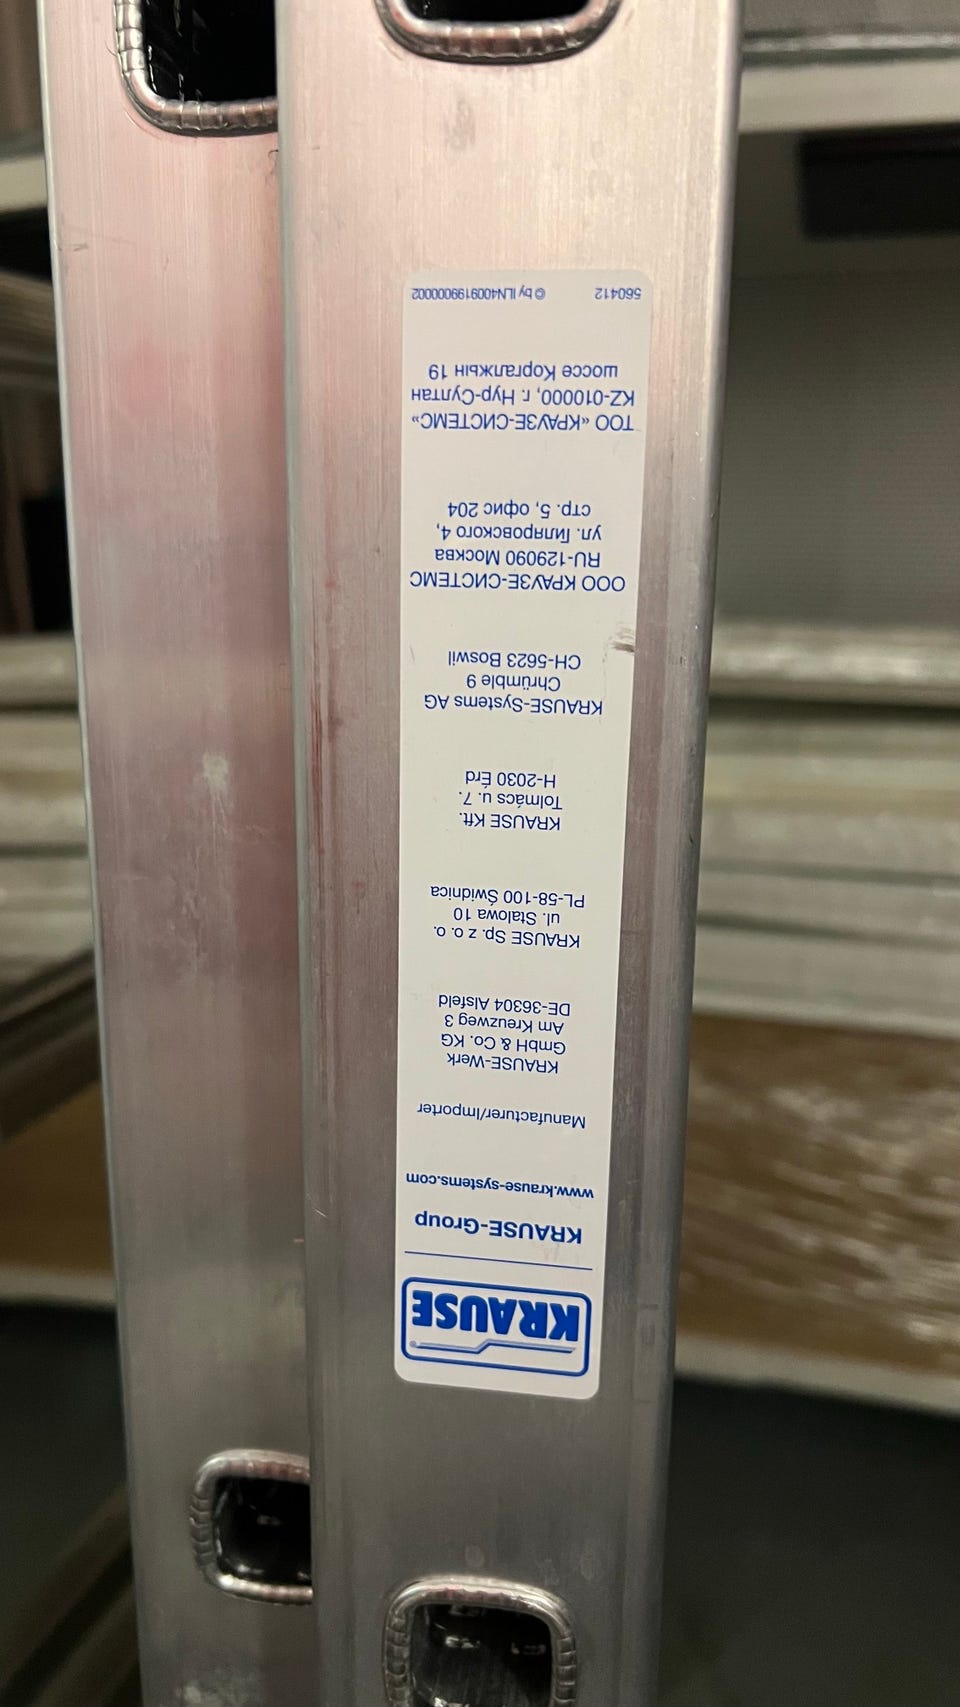 KRAUSE®
KRAUSE-Group
www.krause-systems.com
Manufacturer/Importer
KRAUSE-Werk
GmbH & Co. KG
Am Kreuzweg 3
DE-36304 Alsfeld
KRAUSE Sp. z o. o.
ul. Stalowa 10
PL-58-100 Świdnica
KRAUSE Kft.
Tolmács u. 7.
H-2030 Érd
KRAUSE-Systems AG
Chrümble 9
CH-5623 Boswil
ООО КРАУЗЕ-СИСТЕМС
RU-129090 Москва
ул. Гиляровского 4,
стр. 5, офис 204
ТОО «КРАУЗЕ-СИСТЕМС»
KZ-010000, г. Нур-Султан
шоссе Коргалжын 19
560412 © by ILN4009199000002